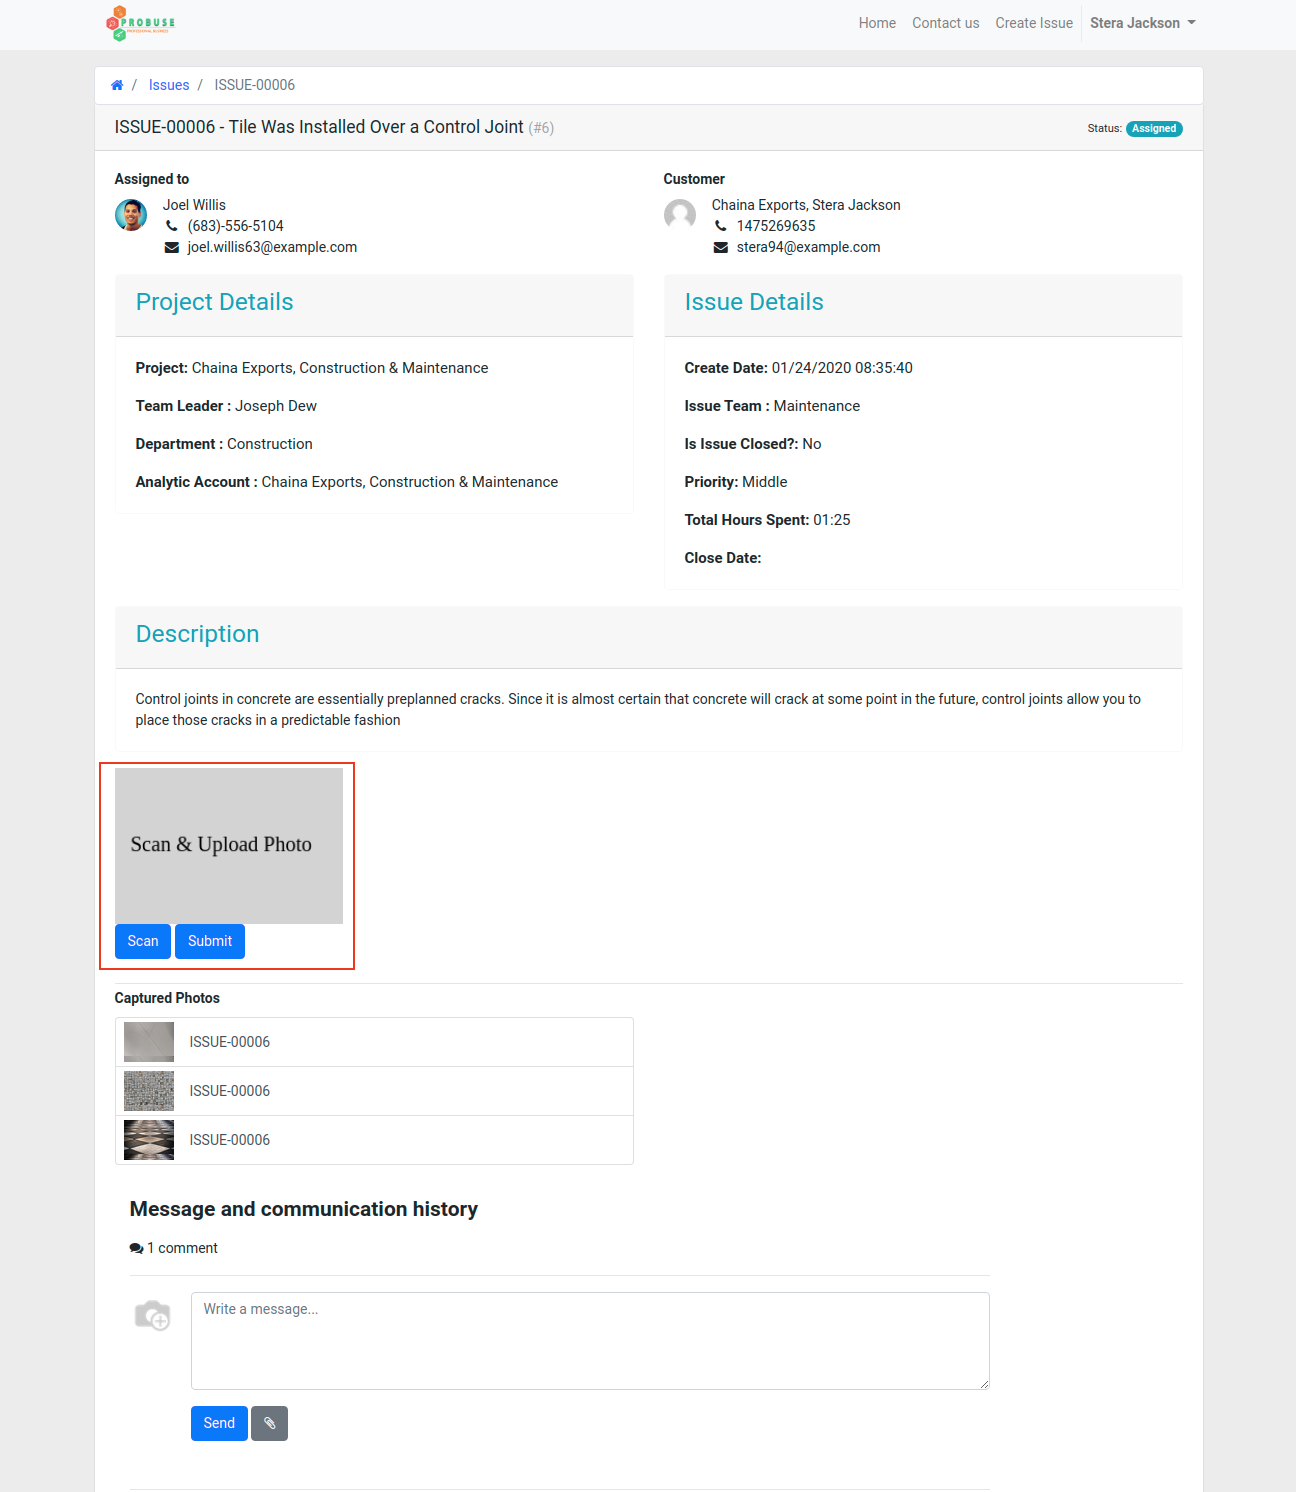 PROBUSE
PROFESSIONAL BUSINESS
Home Contact us Create Issue Stera Jackson
/ Issues / ISSUE-00006
ISSUE-00006 - Tile Was Installed Over a Control Joint (#6)
Status: Assigned
Assigned to
Joel Willis
(683)-556-5104
joel.willis63@example.com
Customer
Chaina Exports, Stera Jackson
1475269635
stera94@example.com
Project Details
Project: Chaina Exports, Construction & Maintenance
Team Leader : Joseph Dew
Department : Construction
Analytic Account : Chaina Exports, Construction & Maintenance
Issue Details
Create Date: 01/24/2020 08:35:40
Issue Team : Maintenance
Is Issue Closed?: No
Priority: Middle
Total Hours Spent: 01:25
Close Date:
Description
Control joints in concrete are essentially preplanned cracks. Since it is almost certain that concrete will crack at some point in the future, control joints allow you to
place those cracks in a predictable fashion
Scan & Upload Photo
Scan Submit
Captured Photos
ISSUE-00006
ISSUE-00006
ISSUE-00006
Message and communication history
1 comment
Write a message...
Send